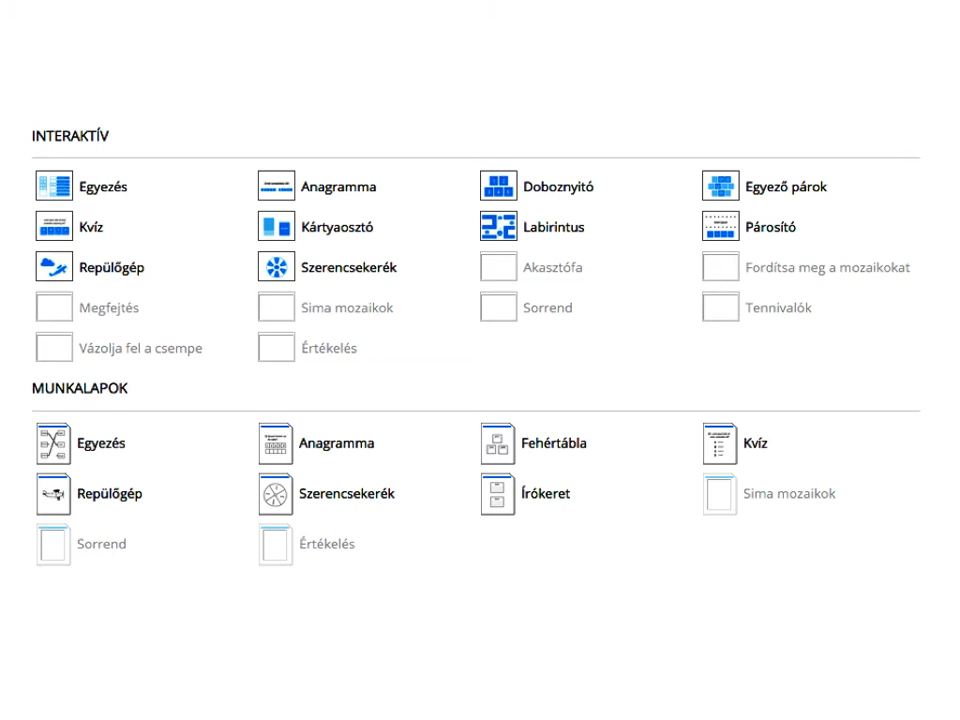 INTERAKTÍV
Egyezés Anagramma Doboznyitó Egyező párok
Kvíz Kártyaosztó Labirintus Párosító
Repülőgép Szerencsekerék Akasztófa Fordítsa meg a mozaikokat
Megfejtés Sima mozaikok Sorrend Tennivalók
Vázolja fel a csempe Értékelés
MUNKALAPOK
Egyezés Anagramma Fehértábla Kvíz
Repülőgép Szerencsekerék Írókeret Sima mozaikok
Sorrend Értékelés